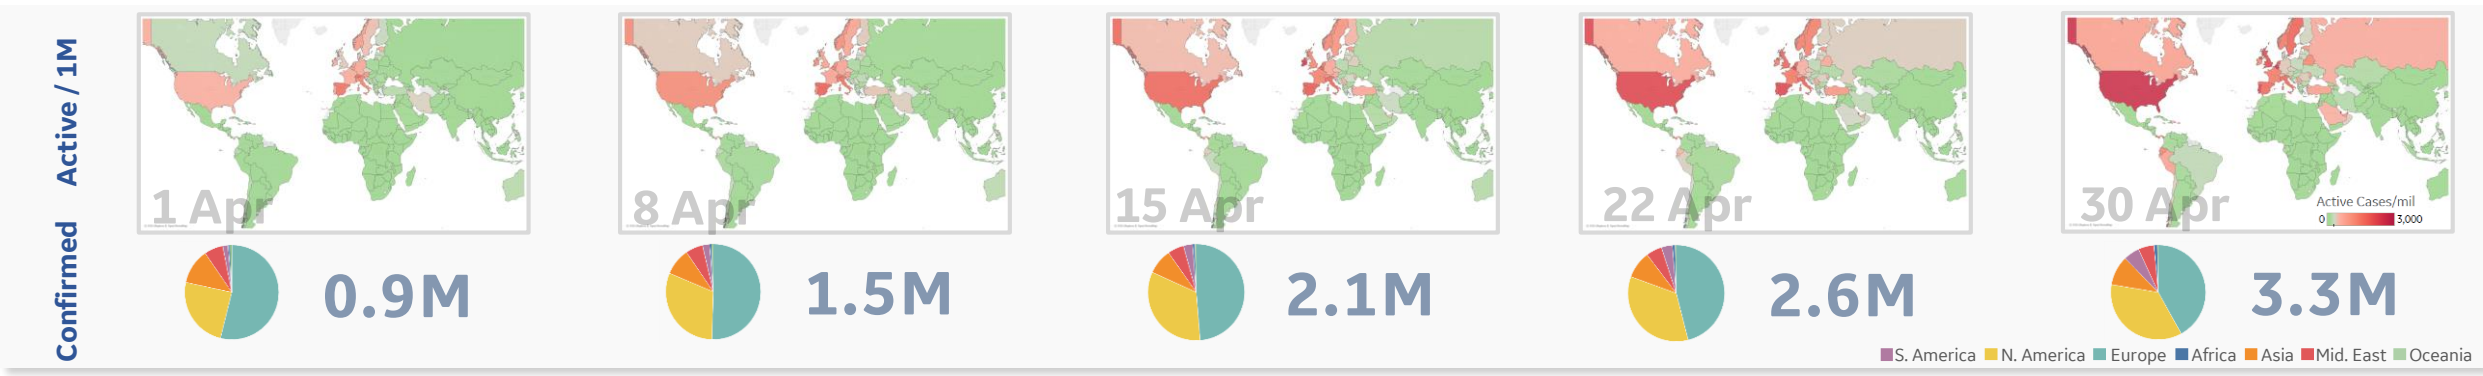 Active / 1M
1 Apr
8 Apr
15 Apr
22 Apr
30 Apr
Active Cases/mil
0 3,000
Confirmed
0.9M
1.5M
2.1M
2.6M
3.3M
S. America N. America Europe Africa Asia Mid. East Oceania